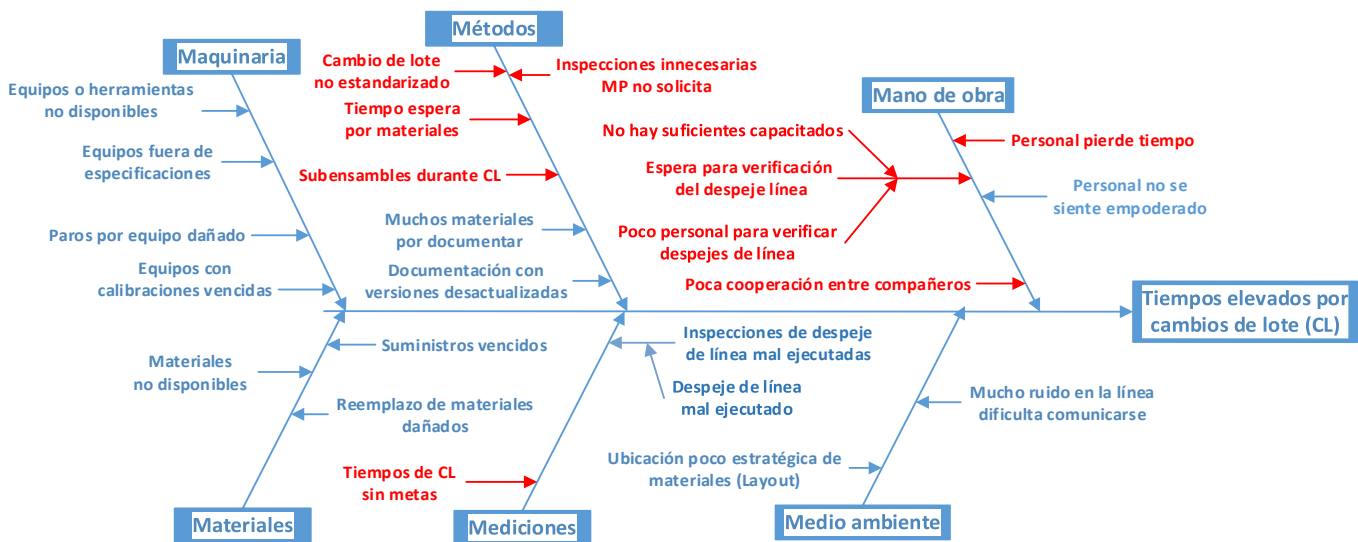 Métodos
Maquinaria
Cambio de lote
no estandarizado
Inspecciones innecesarias
MP no solicita
Equipos o herramientas
no disponibles
Tiempo espera
por materiales
Mano de obra
No hay suficientes capacitados
Personal pierde tiempo
Equipos fuera de
especificaciones
Subensambles durante CL
Espera para verificación
del despeje línea
Personal no se
siente empoderado
Paros por equipo dañado
Muchos materiales
por documentar
Poco personal para verificar
despejes de línea
Equipos con
calibraciones vencidas
Documentación con
versiones desactualizadas
Poca cooperación entre compañeros
Tiempos elevados por
cambios de lote (CL)
Suministros vencidos
Materiales
no disponibles
Inspecciones de despeje
de línea mal ejecutadas
Despeje de línea
mal ejecutado
Reemplazo de materiales
dañados
Mucho ruido en la línea
dificulta comunicarse
Tiempos de CL
sin metas
Ubicación poco estratégica de
materiales (Layout)
Materiales
Mediciones
Medio ambiente